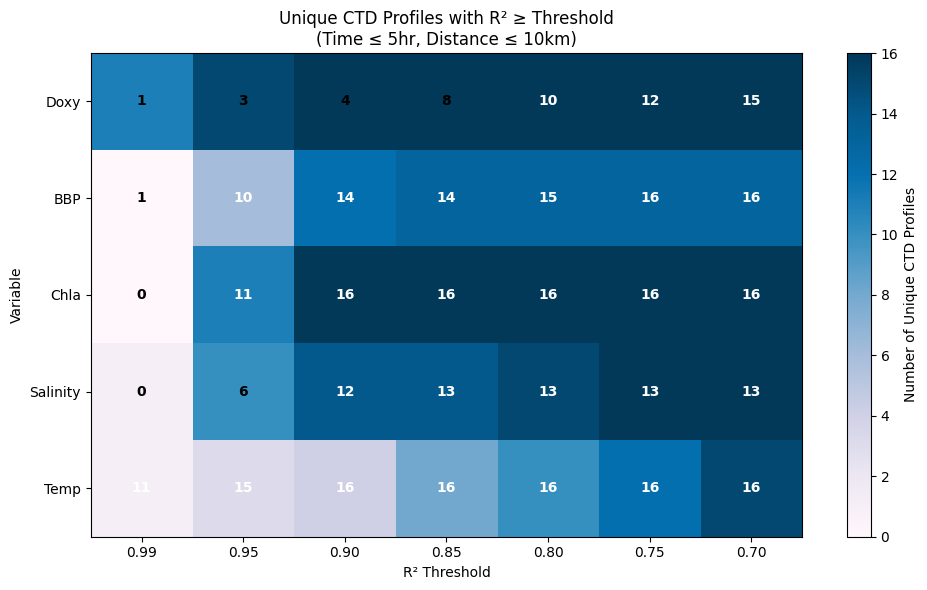 Unique CTD Profiles with R² ≥ Threshold
(Time ≤ 5hr, Distance ≤ 10km)
Variable
Doxy 1 3 4 8 10 12 15
BBP 1 10 14 14 15 16 16
Chla 0 11 16 16 16 16 16
Salinity 0 6 12 13 13 13 13
Temp 11 15 16 16 16 16 16
0.99 0.95 0.90 0.85 0.80 0.75 0.70
R² Threshold
16
14
12
10
8
6
4
2
0
Number of Unique CTD Profiles